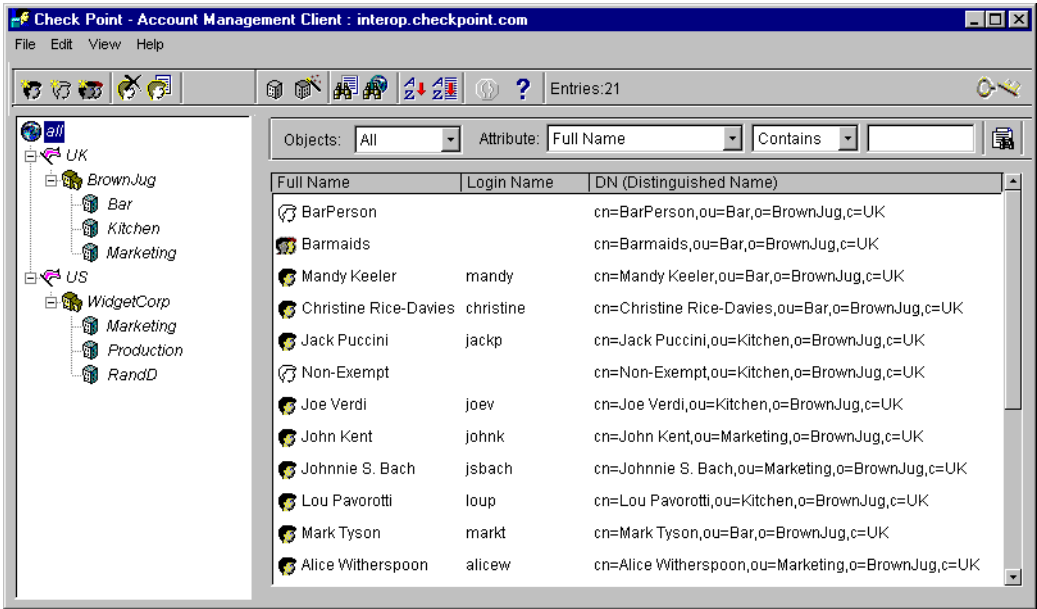 Check Point - Account Management Client : interop.checkpoint.com
File Edit View Help
Entries:21
all
UK
BrownJug
Bar
Kitchen
Marketing
US
WidgetCorp
Marketing
Production
RandD
Objects: All Attribute: Full Name Contains
Full Name Login Name DN (Distinguished Name)
BarPerson cn=BarPerson,ou=Bar,o=BrownJug,c=UK
Barmaids cn=Barmaids,ou=Bar,o=BrownJug,c=UK
Mandy Keeler mandy cn=Mandy Keeler,ou=Bar,o=BrownJug,c=UK
Christine Rice-Davies christine cn=Christine Rice-Davies,ou=Bar,o=BrownJug,c=UK
Jack Puccini jackp cn=Jack Puccini,ou=Kitchen,o=BrownJug,c=UK
Non-Exempt cn=Non-Exempt,ou=Kitchen,o=BrownJug,c=UK
Joe Verdi joev cn=Joe Verdi,ou=Kitchen,o=BrownJug,c=UK
John Kent johnk cn=John Kent,ou=Marketing,o=BrownJug,c=UK
Johnnie S. Bach jsbach cn=Johnnie S. Bach,ou=Marketing,o=BrownJug,c=UK
Lou Pavorotti loup cn=Lou Pavorotti,ou=Kitchen,o=BrownJug,c=UK
Mark Tyson markt cn=Mark Tyson,ou=Bar,o=BrownJug,c=UK
Alice Witherspoon alicew cn=Alice Witherspoon,ou=Marketing,o=BrownJug,c=UK